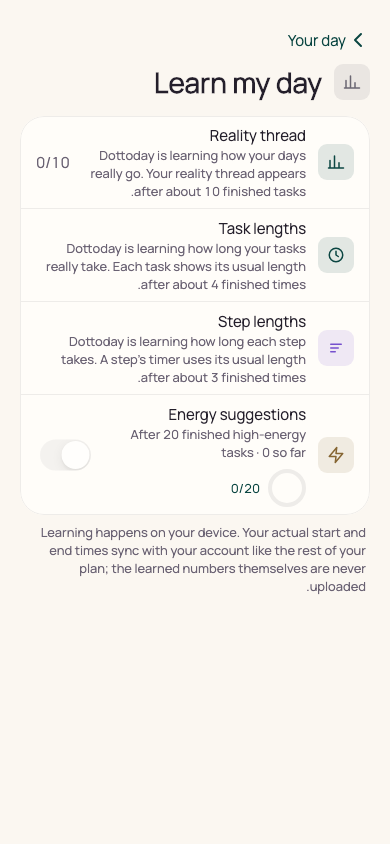 Your day
Learn my day
Reality thread
Dottoday is learning how your days
really go. Your reality thread appears
after about 10 finished tasks.
0/10
Task lengths
Dottoday is learning how long your tasks
really take. Each task shows its usual length
after about 4 finished times.
Step lengths
Dottoday is learning how long each step
takes. A step's timer uses its usual length
after about 3 finished times.
Energy suggestions
After 20 finished high-energy
tasks · 0 so far
0/20
Learning happens on your device. Your actual start and
end times sync with your account like the rest of your
plan; the learned numbers themselves are never
uploaded.